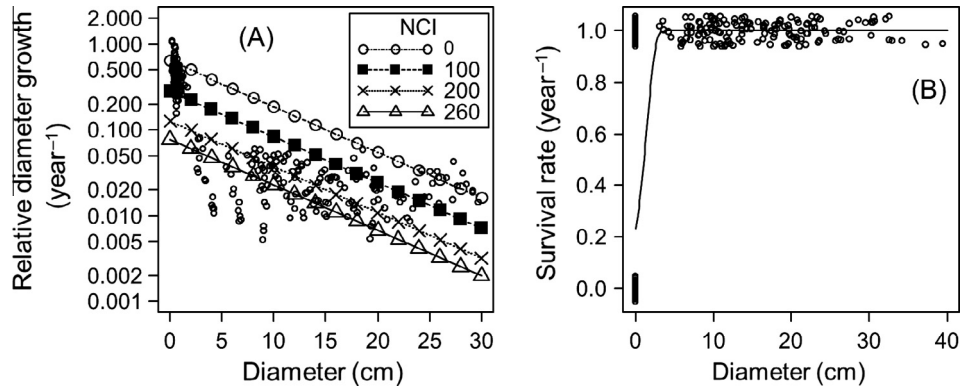 Relative diameter growth
(year−1)
1.000
0.500
0.200
0.100
0.050
0.020
0.010
0.005
0.002
0.001
(A)
NCI
0
100
200
260
0 5 10 15 20 25 30
Diameter (cm)
Survival rate (year−1)
1.0
0.8
0.6
0.4
0.2
0.0
(B)
0 10 20 30 40
Diameter (cm)